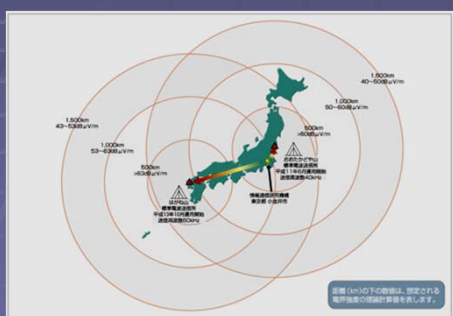 1,500km
40~50dBμV/m
1,000km
50~60dBμV/m
500km
>60dBμV/m
おおたかどや山
標準電波送信所
平成11年6月運用開始
送信周波数40kHz
1,500km
43~53dBμV/m
1,000km
53~63dBμV/m
500km
>63dBμV/m
はがね山
標準電波送信所
平成13年10月運用開始
送信周波数60kHz
情報通信研究機構
東京都 小金井市
距離(km)の下の数値は、想定される
電界強度の理論計算値を表します。